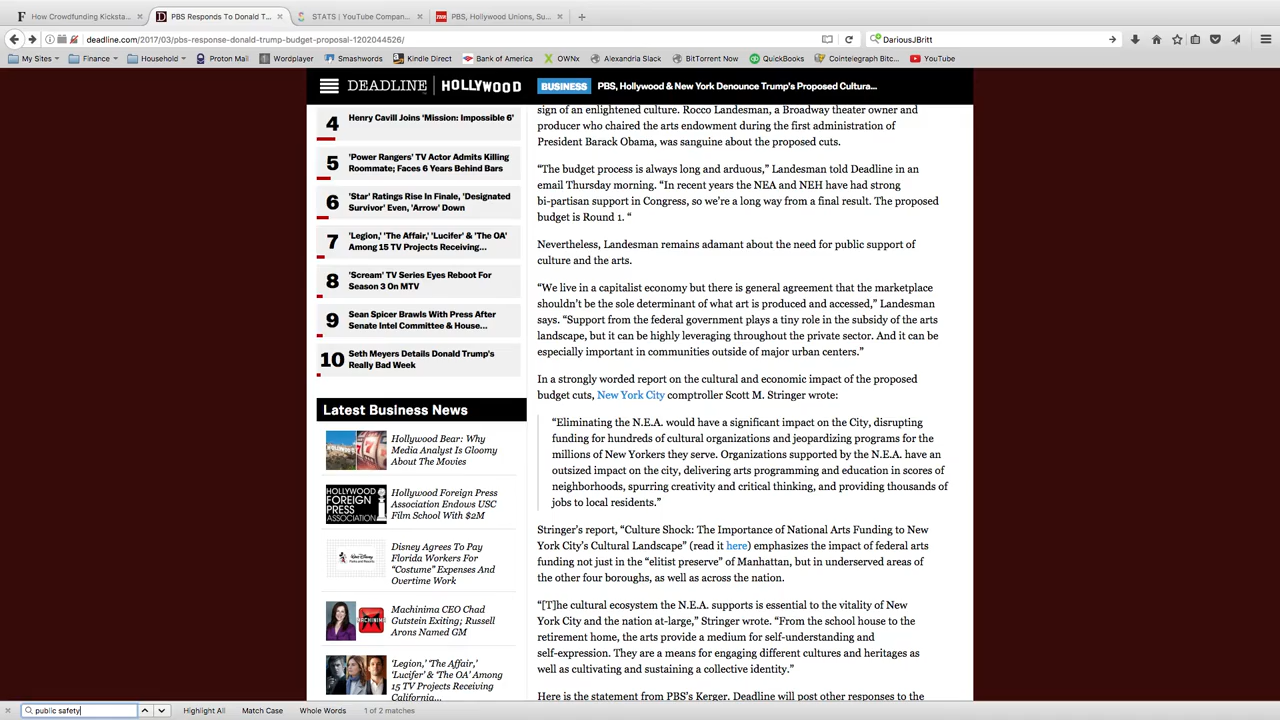 How Crowdfunding Kicksta...
PBS Responds To Donald T...
STATS | YouTube Compan...
PBS, Hollywood Unions, Su...
deadline.com/2017/03/pbs-response-donald-trump-budget-proposal-1202044526/
DariousJBritt
My Sites
Finance
Household
Proton Mail
Wordplayer
Smashwords
Kindle Direct
Bank of America
OWNx
Alexandria Slack
BitTorrent Now
QuickBooks
Cointelegraph Bitc...
YouTube
DEADLINE HOLLYWOOD
BUSINESS PBS, Hollywood & New York Denounce Trump's Proposed Cultura...
4 Henry Cavill Joins 'Mission: Impossible 6'
5 'Power Rangers' TV Actor Admits Killing
Roommate; Faces 6 Years Behind Bars
6 'Star' Ratings Rise In Finale, 'Designated
Survivor' Even, 'Arrow' Down
7 'Legion,' 'The Affair,' 'Lucifer' & 'The OA'
Among 15 TV Projects Receiving...
8 'Scream' TV Series Eyes Reboot For
Season 3 On MTV
9 Sean Spicer Brawls With Press After
Senate Intel Committee & House...
10 Seth Meyers Details Donald Trump's
Really Bad Week
Latest Business News
Hollywood Bear: Why
Media Analyst Is Gloomy
About The Movies
HOLLYWOOD
FOREIGN
PRESS
ASSOCIATION
Hollywood Foreign Press
Association Endows USC
Film School With $2M
Disney Agrees To Pay
Florida Workers For
"Costume" Expenses And
Overtime Work
Machinima CEO Chad
Gutstein Exiting; Russell
Arons Named GM
'Legion,' 'The Affair,'
'Lucifer' & 'The OA' Among
15 TV Projects Receiving
California...
sign of an enlightened culture. Rocco Landesman, a Broadway theater owner and
producer who chaired the arts endowment during the first administration of
President Barack Obama, was sanguine about the proposed cuts.
“The budget process is always long and arduous,” Landesman told Deadline in an
email Thursday morning. “In recent years the NEA and NEH have had strong
bi-partisan support in Congress, so we're a long way from a final result. The proposed
budget is Round 1. “
Nevertheless, Landesman remains adamant about the need for public support of
culture and the arts.
“We live in a capitalist economy but there is general agreement that the marketplace
shouldn't be the sole determinant of what art is produced and accessed,” Landesman
says. “Support from the federal government plays a tiny role in the subsidy of the arts
landscape, but it can be highly leveraging throughout the private sector. And it can be
especially important in communities outside of major urban centers.”
In a strongly worded report on the cultural and economic impact of the proposed
budget cuts, New York City comptroller Scott M. Stringer wrote:
“Eliminating the N.E.A. would have a significant impact on the City, disrupting
funding for hundreds of cultural organizations and jeopardizing programs for the
millions of New Yorkers they serve. Organizations supported by the N.E.A. have an
outsized impact on the city, delivering arts programming and education in scores of
neighborhoods, spurring creativity and critical thinking, and providing thousands of
jobs to local residents.”
Stringer's report, “Culture Shock: The Importance of National Arts Funding to New
York City's Cultural Landscape” (read it here) emphasizes the impact of federal arts
funding not just in the “elitist preserve” of Manhattan, but in underserved areas of
the other four boroughs, as well as across the nation.
“[T]he cultural ecosystem the N.E.A. supports is essential to the vitality of New
York City and the nation at-large,” Stringer wrote. “From the school house to the
retirement home, the arts provide a medium for self-understanding and
self-expression. They are a means for engaging different cultures and heritages as
well as cultivating and sustaining a collective identity.”
Here is the statement from PBS's Kerger. Deadline will post other responses to the
public safety
Highlight All
Match Case
Whole Words
1 of 2 matches